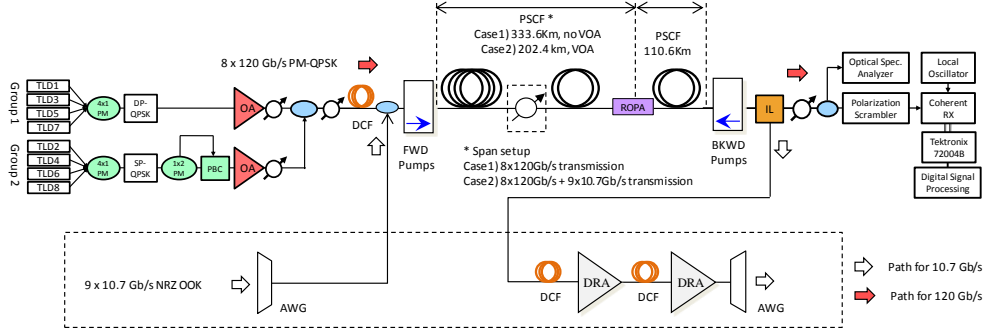 PSCF *
Case1) 333.6Km, no VOA
Case2) 202.4 km, VOA
PSCF
110.6Km
8 x 120 Gb/s PM-QPSK
Group 1
TLD1
TLD3
TLD5
TLD7
4x1
PM
DP-
QPSK
OA
DCF
FWD
Pumps
ROPA
BKWD
Pumps
IL
Optical Spec.
Analyzer
Local
Oscillator
Polarization
Scrambler
Coherent
RX
Tektronix
72004B
Digital Signal
Processing
Group 2
TLD2
TLD4
TLD6
TLD8
4x1
PM
SP-
QPSK
1x2
PM
PBC
OA
* Span setup
Case1) 8x120Gb/s transmission
Case2) 8x120Gb/s + 9x10.7Gb/s transmission
9 x 10.7 Gb/s NRZ OOK
AWG
DCF
DRA
DCF
DRA
AWG
Path for 10.7 Gb/s
Path for 120 Gb/s